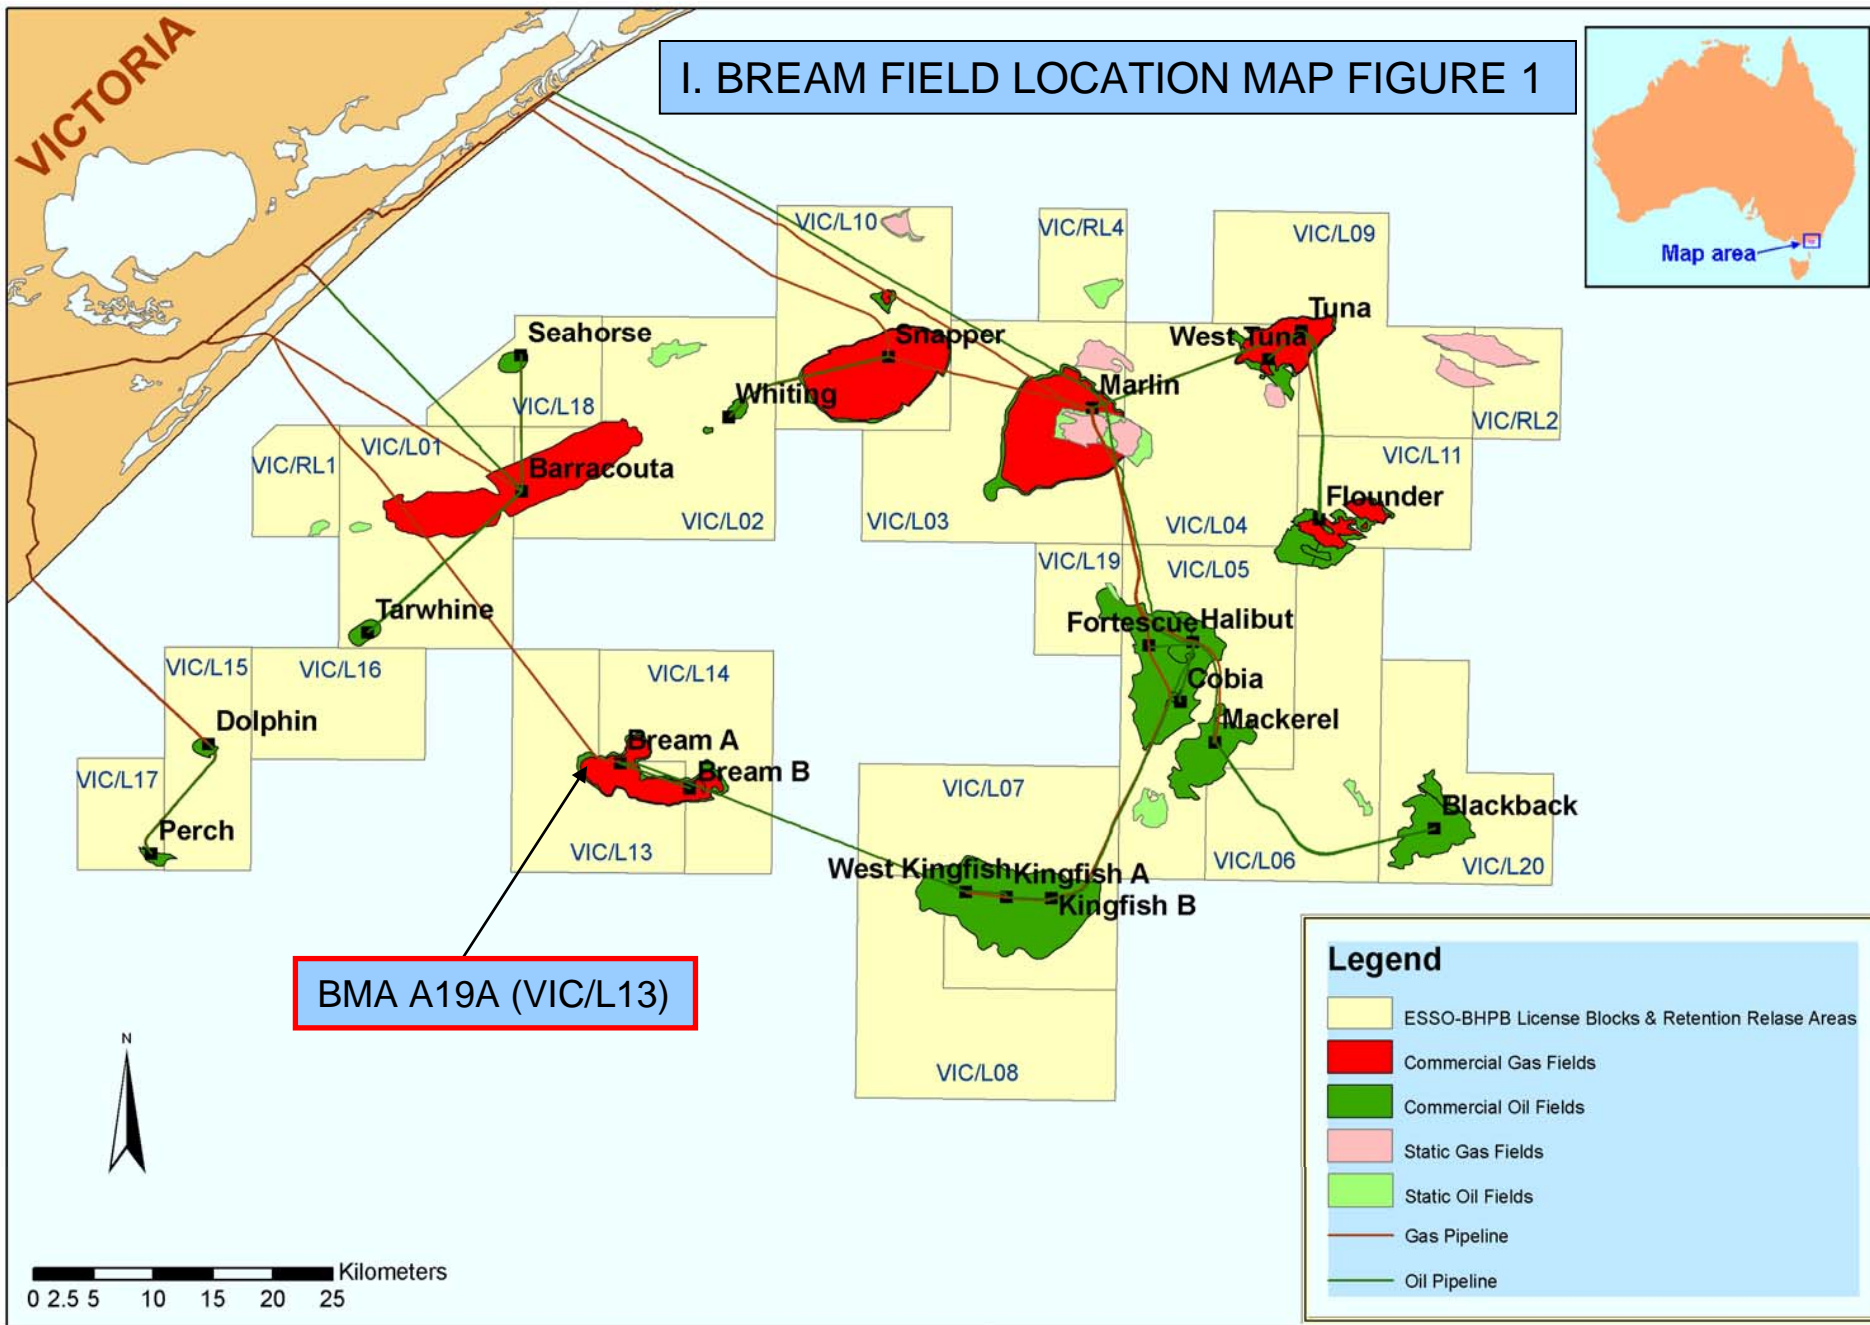 VICTORIA
I. BREAM FIELD LOCATION MAP FIGURE 1
Map area
VIC/L10
VIC/RL4
VIC/L09
Tuna
Seahorse
Snapper
West Tuna
Marlin
Whiting
VIC/L18
VIC/RL2
VIC/L01
VIC/RL1
Barracouta
VIC/L11
Flounder
VIC/L02
VIC/L03
VIC/L04
VIC/L19
VIC/L05
Tarwhine
Fortescue
Halibut
VIC/L15
VIC/L16
VIC/L14
Cobia
Dolphin
Mackerel
Bream A
Bream B
VIC/L17
VIC/L07
Blackback
Perch
VIC/L13
West Kingfish
Kingfish A
VIC/L06
VIC/L20
Kingfish B
BMA A19A (VIC/L13)
VIC/L08
Legend
ESSO-BHPB License Blocks & Retention Relase Areas
Commercial Gas Fields
Commercial Oil Fields
Static Gas Fields
Static Oil Fields
Gas Pipeline
Oil Pipeline
N
Kilometers
0 2.5 5 10 15 20 25